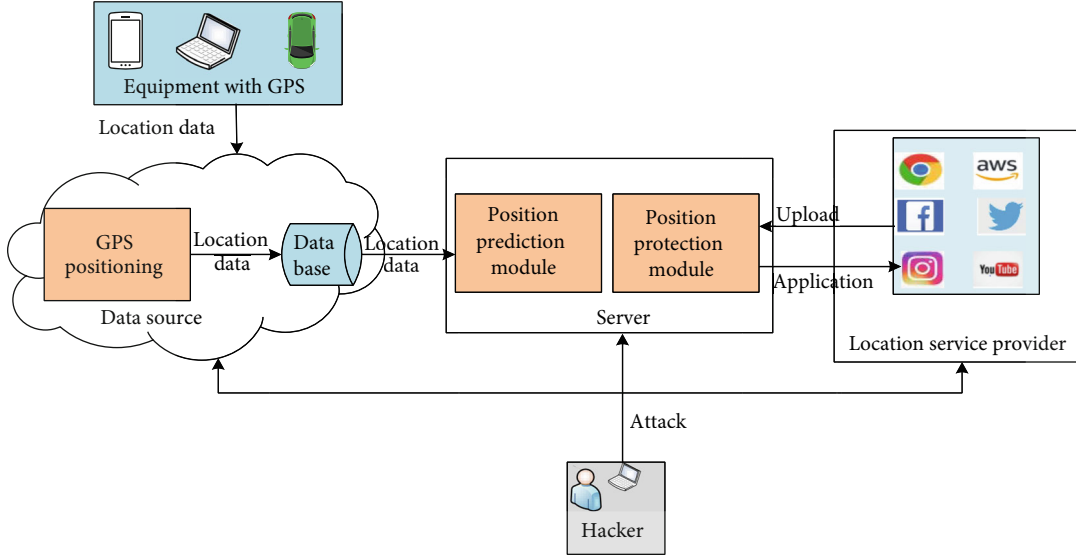 Equipment with GPS
Location data
GPS
positioning
Location
data
Data
base
Data source
Location
data
Position
prediction
module
Position
protection
module
Server
Upload
Application
aws
f
You Tube
Location service provider
Attack
Hacker